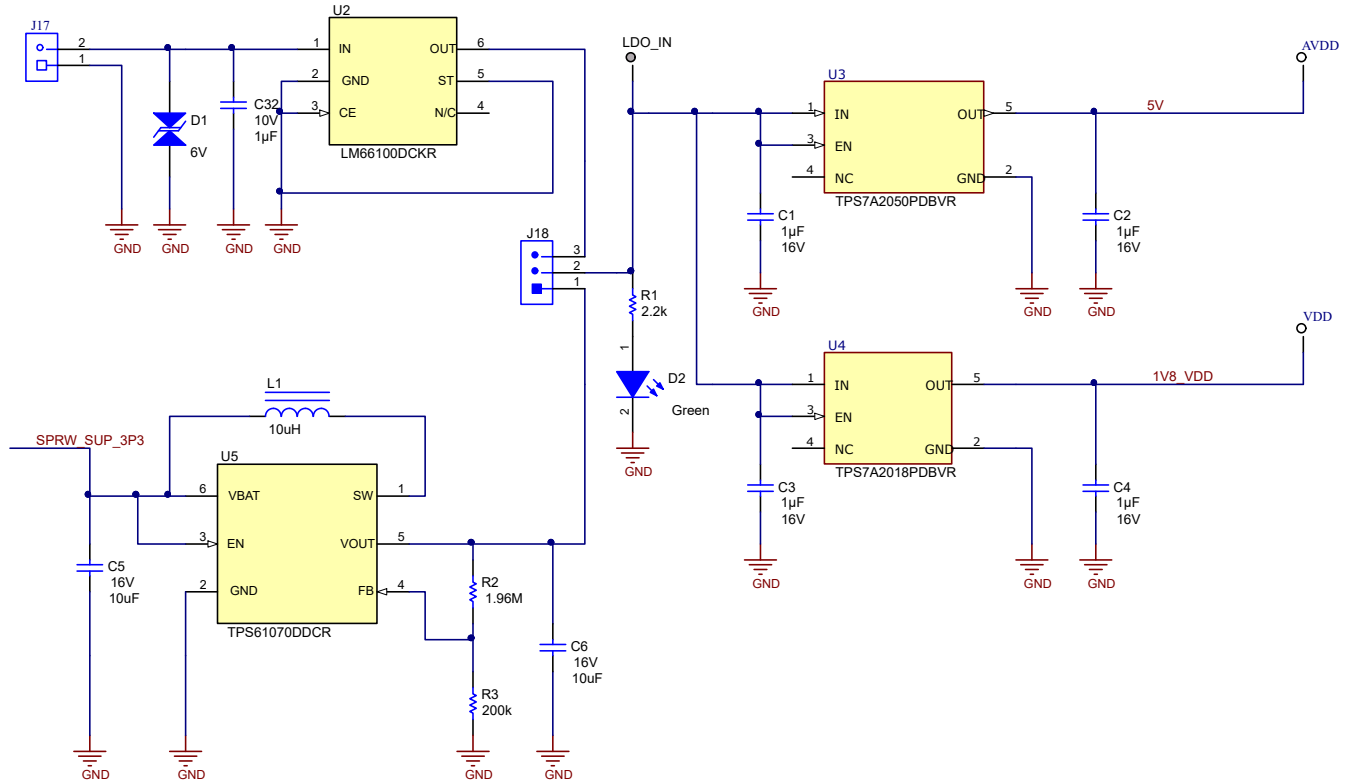 J17
2
1
GND
D1
6V
GND
C32
10V
1µF
GND
U2
1
IN
OUT
6
2
GND
ST
5
3
CE
N/C
4
LM66100DCKR
GND
LDO_IN
J18
3
2
1
R1
2.2k
1
D2
2
Green
GND
U3
1
IN
OUT
5
3
EN
4
NC
GND
2
TPS7A2050PDBVR
5V
AVDD
C1
1µF
16V
GND
GND
C2
1µF
16V
GND
U4
1
IN
OUT
5
3
EN
4
NC
GND
2
TPS7A2018PDBVR
1V8_VDD
VDD
C3
1µF
16V
GND
GND
C4
1µF
16V
GND
L1
10uH
SPRW_SUP_3P3
U5
6
VBAT
SW
1
3
EN
VOUT
5
2
GND
FB
4
TPS61070DDCR
C5
16V
10uF
GND
GND
R2
1.96M
R3
200k
GND
C6
16V
10uF
GND